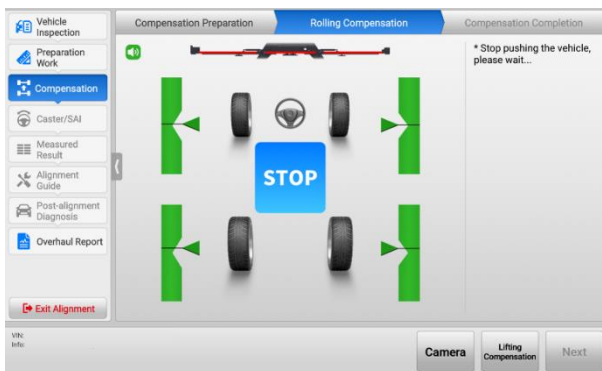 Vehicle
Inspection
Preparation
Work
Compensation
Caster/SAI
Measured
Result
Alignment
Guide
Post-alignment
Diagnosis
Overhaul Report
Exit Alignment
Compensation Preparation
Rolling Compensation
Compensation Completion
* Stop pushing the vehicle,
please wait...
STOP
VIN:
Info:
Camera
Lifting
Compensation
Next